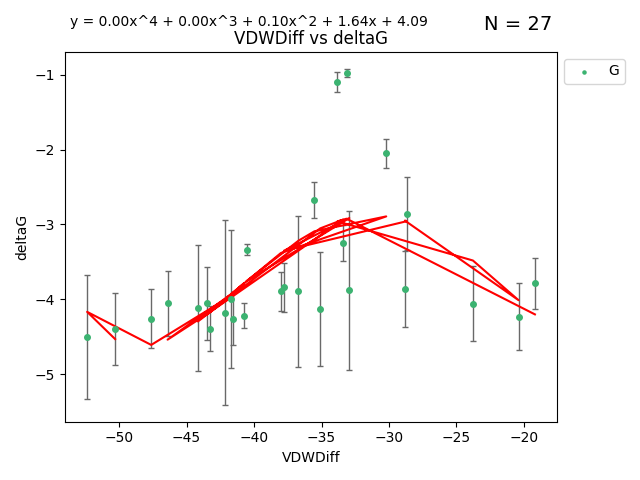 y = 0.00x^4 + 0.00x^3 + 0.10x^2 + 1.64x + 4.09
N = 27
VDWDiff vs deltaG
G
deltaG
−1
−2
−3
−4
−5
−50
−45
−40
−35
−30
−25
−20
VDWDiff